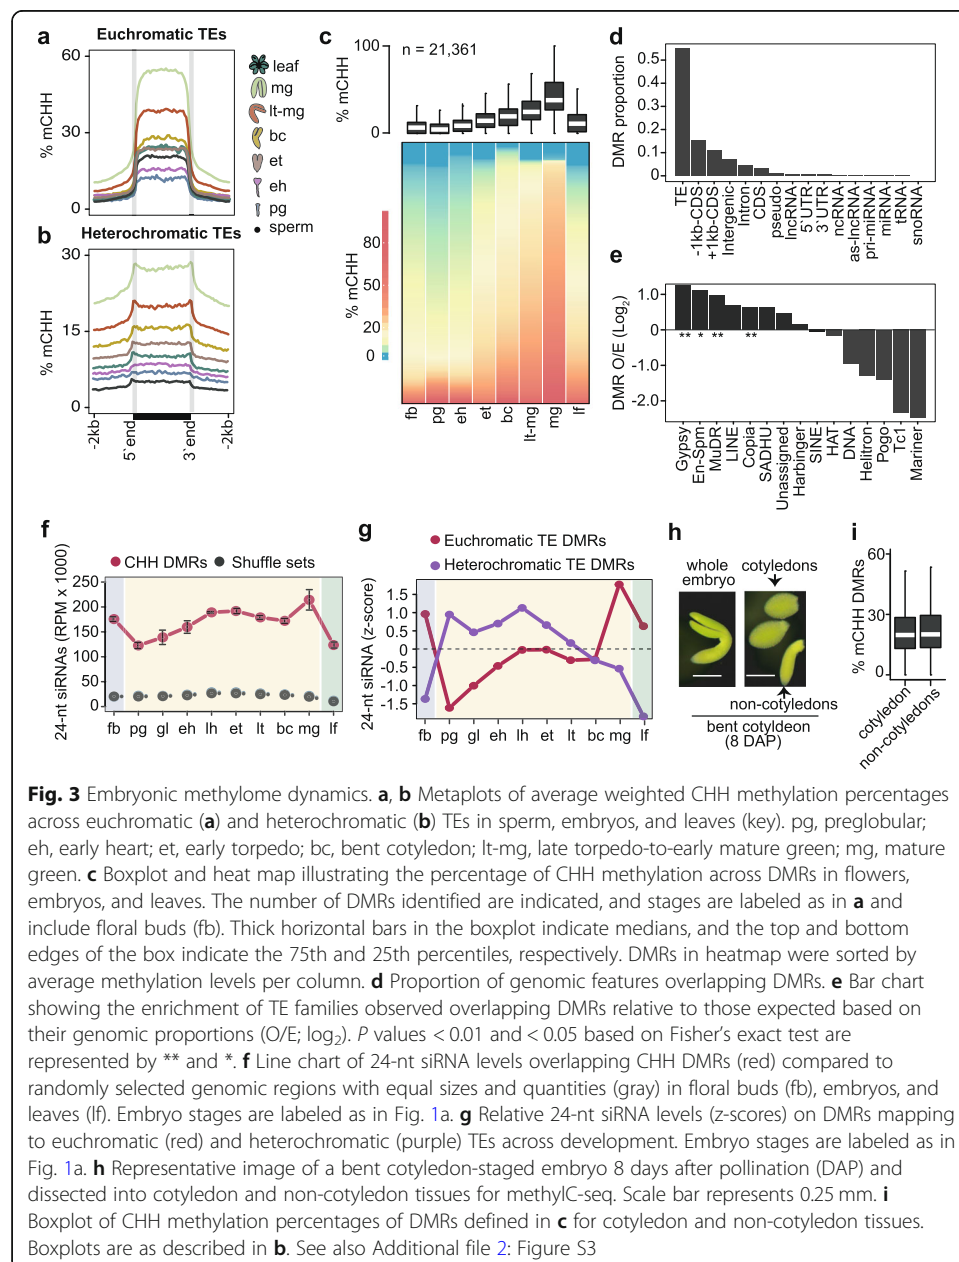 a
Euchromatic TEs
60
30
0
% mCHH
leaf
mg
lt-mg
bc
et
eh
pg
sperm
b
Heterochromatic TEs
30
15
0
% mCHH
-2kb
5` end
3` end
-2kb
c
n = 21,361
100
0
% mCHH
80
40
20
0
% mCHH
fb
pg
eh
et
bc
lt-mg
mg
lf
d
DMR proportion
0.5
0.4
0.3
0.2
0.1
0
TE
-1kb-CDS
+1kb-CDS
Intergenic
Intron
CDS
pseudo
lncRNA
5` UTR
3` UTR
ncRNA
as-lncRNA
pri-miRNA
miRNA
tRNA
snoRNA
e
DMR O/E (Log2)
1.0
0
-1.0
-2.0
** * ** **
Gypsy
En-Spm
MuDR
LINE
Copia
SADHU
Unassigned
Harbinger
SINE
HAT
DNA
Helitron
Pogo
Tc1
Mariner
f
CHH DMRs
Shuffle sets
24-nt siRNAs (RPM x 1000)
250
200
150
100
50
0
fb pg gl eh lh et lt bc mg lf
g
Euchromatic TE DMRs
Heterochromatic TE DMRs
24-nt siRNA (z-score)
1.5
1.0
0.5
0
-0.5
-1.0
-1.5
fb pg gl eh lh et lt bc mg lf
h
whole
embryo
cotyledons
non-cotyledons
bent cotyldeon
(8 DAP)
i
% mCHH DMRs
60
30
0
cotyledon
non-cotyledons
Fig. 3 Embryonic methylome dynamics. a, b Metaplots of average weighted CHH methylation percentages
across euchromatic (a) and heterochromatic (b) TEs in sperm, embryos, and leaves (key). pg, preglobular;
eh, early heart; et, early torpedo; bc, bent cotyledon; lt-mg, late torpedo-to-early mature green; mg, mature
green. c Boxplot and heat map illustrating the percentage of CHH methylation across DMRs in flowers,
embryos, and leaves. The number of DMRs identified are indicated, and stages are labeled as in a and
include floral buds (fb). Thick horizontal bars in the boxplot indicate medians, and the top and bottom
edges of the box indicate the 75th and 25th percentiles, respectively. DMRs in heatmap were sorted by
average methylation levels per column. d Proportion of genomic features overlapping DMRs. e Bar chart
showing the enrichment of TE families observed overlapping DMRs relative to those expected based on
their genomic proportions (O/E; log2). P values < 0.01 and < 0.05 based on Fisher's exact test are
represented by ** and *. f Line chart of 24-nt siRNA levels overlapping CHH DMRs (red) compared to
randomly selected genomic regions with equal sizes and quantities (gray) in floral buds (fb), embryos, and
leaves (lf). Embryo stages are labeled as in Fig. 1a. g Relative 24-nt siRNA levels (z-scores) on DMRs mapping
to euchromatic (red) and heterochromatic (purple) TEs across development. Embryo stages are labeled as in
Fig. 1a. h Representative image of a bent cotyledon-staged embryo 8 days after pollination (DAP) and
dissected into cotyledon and non-cotyledon tissues for methylC-seq. Scale bar represents 0.25 mm. i
Boxplot of CHH methylation percentages of DMRs defined in c for cotyledon and non-cotyledon tissues.
Boxplots are as described in b. See also Additional file 2: Figure S3